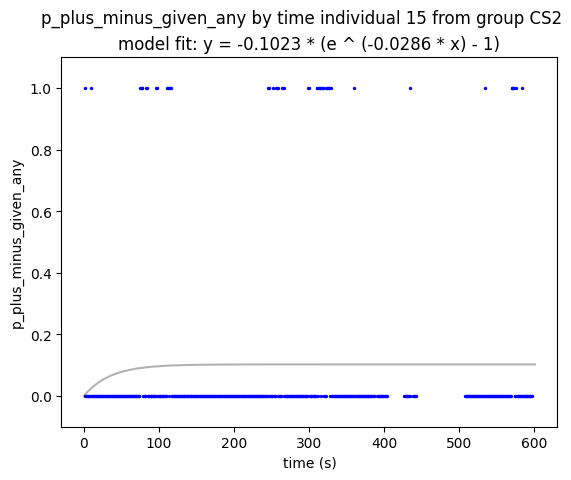 p_plus_minus_given_any by time individual 15 from group CS2
model fit: y = -0.1023 * (e ^ (-0.0286 * x) - 1)
p_plus_minus_given_any
1.0
0.8
0.6
0.4
0.2
0.0
0 100 200 300 400 500 600
time (s)